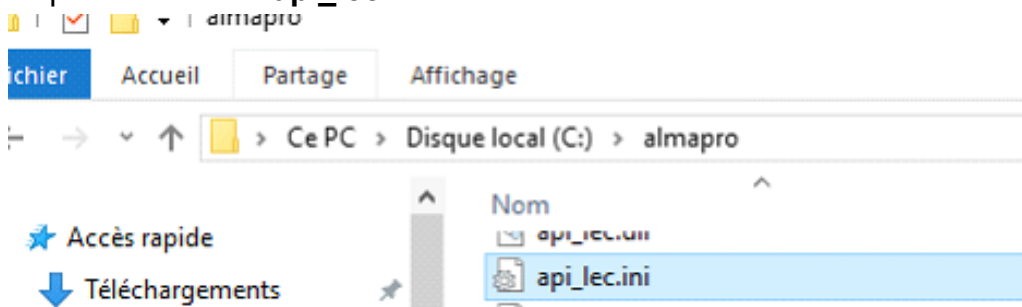 almapro
ichier Accueil Partage Affichage
> Ce PC > Disque local (C:) > almapro
Nom
Accès rapide
api_lec.ini
Téléchargements